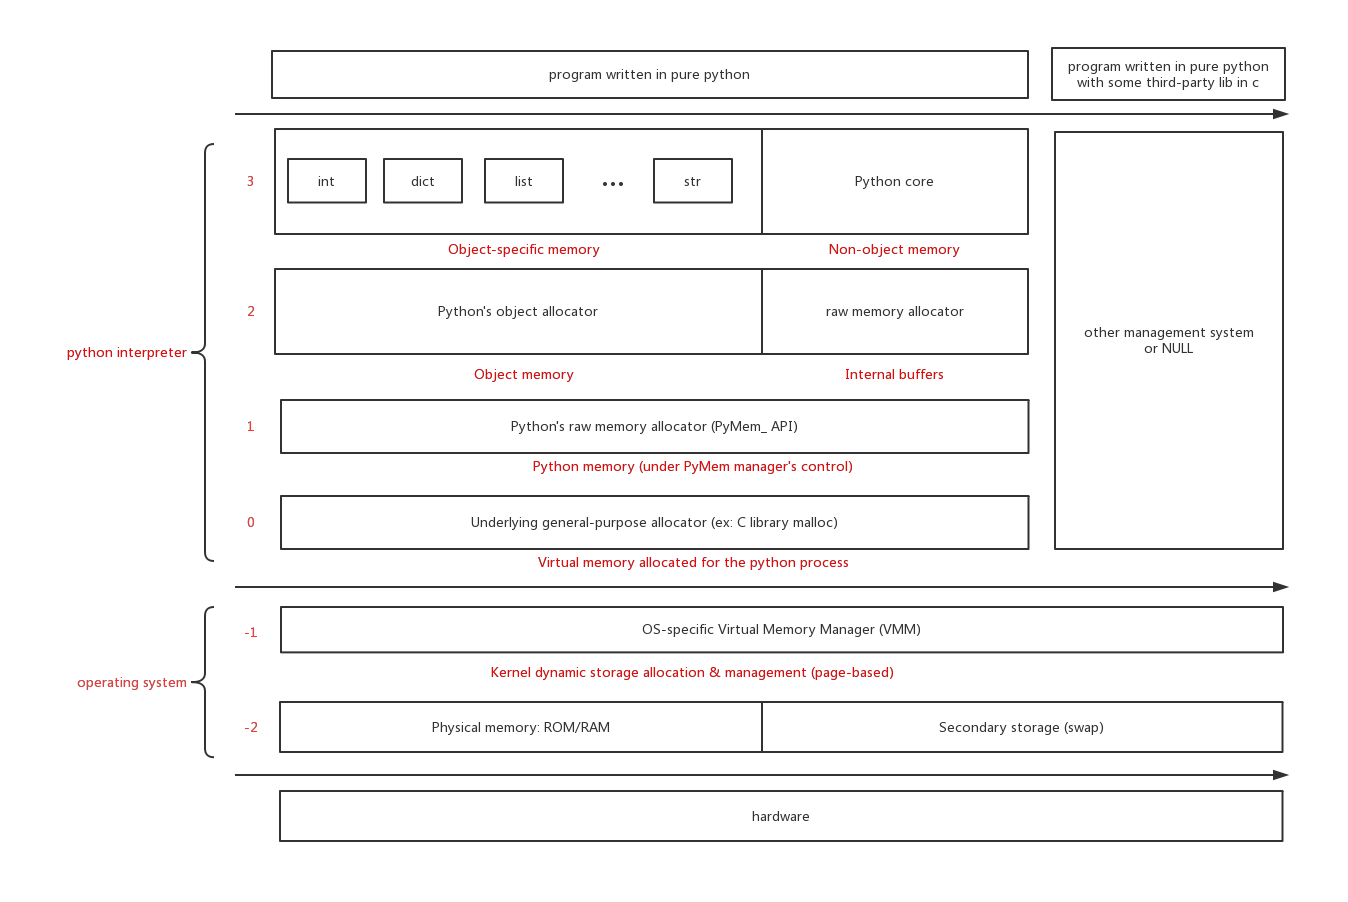 program written in pure python
program written in pure python
with some third-party lib in c
3
int
dict
list
...
str
Python core
Object-specific memory
Non-object memory
2
Python's object allocator
raw memory allocator
other management system
or NULL
python interpreter
Object memory
Internal buffers
1
Python's raw memory allocator (PyMem_ API)
Python memory (under PyMem manager's control)
0
Underlying general-purpose allocator (ex: C library malloc)
Virtual memory allocated for the python process
-1
OS-specific Virtual Memory Manager (VMM)
Kernel dynamic storage allocation & management (page-based)
operating system
-2
Physical memory: ROM/RAM
Secondary storage (swap)
hardware